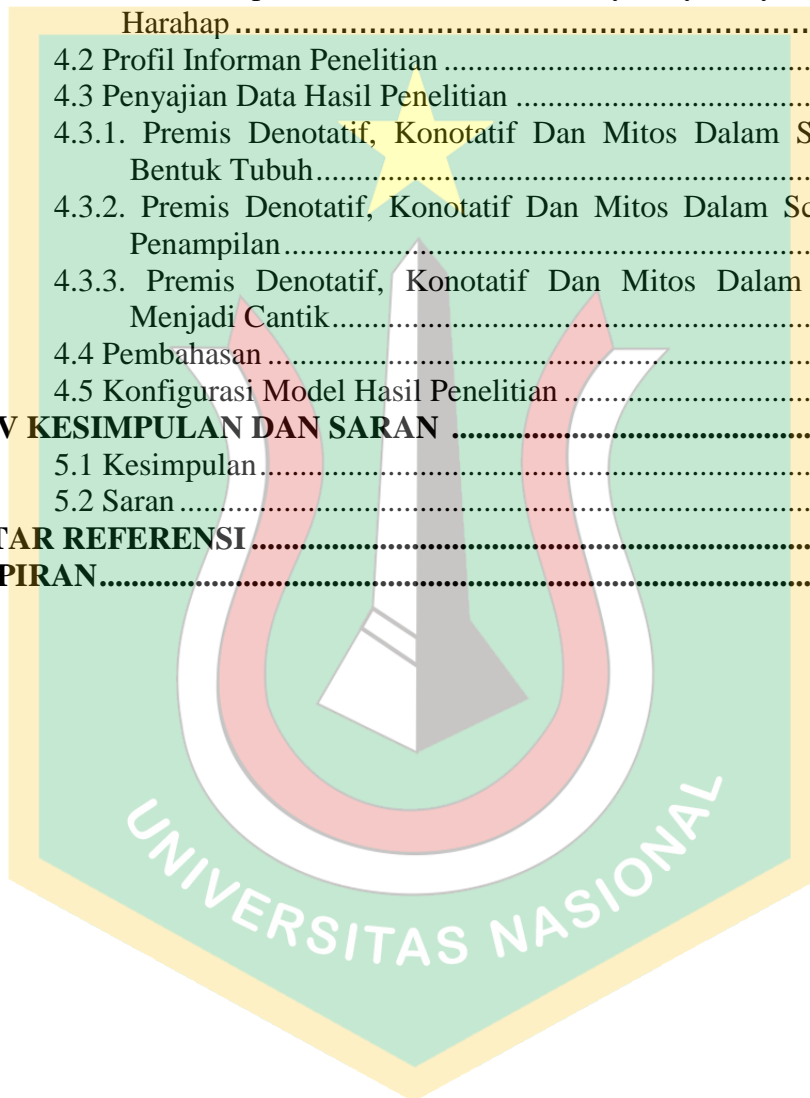 Harahap ........................................................................
4.2 Profil Informan Penelitian ........................................................
4.3 Penyajian Data Hasil Penelitian ................................................
4.3.1. Premis Denotatif, Konotatif Dan Mitos Dalam
Bentuk Tubuh................................................................
4.3.2. Premis Denotatif, Konotatif Dan Mitos Dalam
Penampilan....................................................................
4.3.3. Premis Denotatif, Konotatif Dan Mitos Dalam
Menjadi Cantik..............................................................
4.4 Pembahasan ...........................................................................
4.5 Konfigurasi Model Hasil Penelitian ..........................................
V KESIMPULAN DAN SARAN ..................................................
5.1 Kesimpulan............................................................................
5.2 Saran .....................................................................................
TAR REFERENSI ......................................................................
PIRAN........................................................................................
UNIVERSITAS NASIONAL